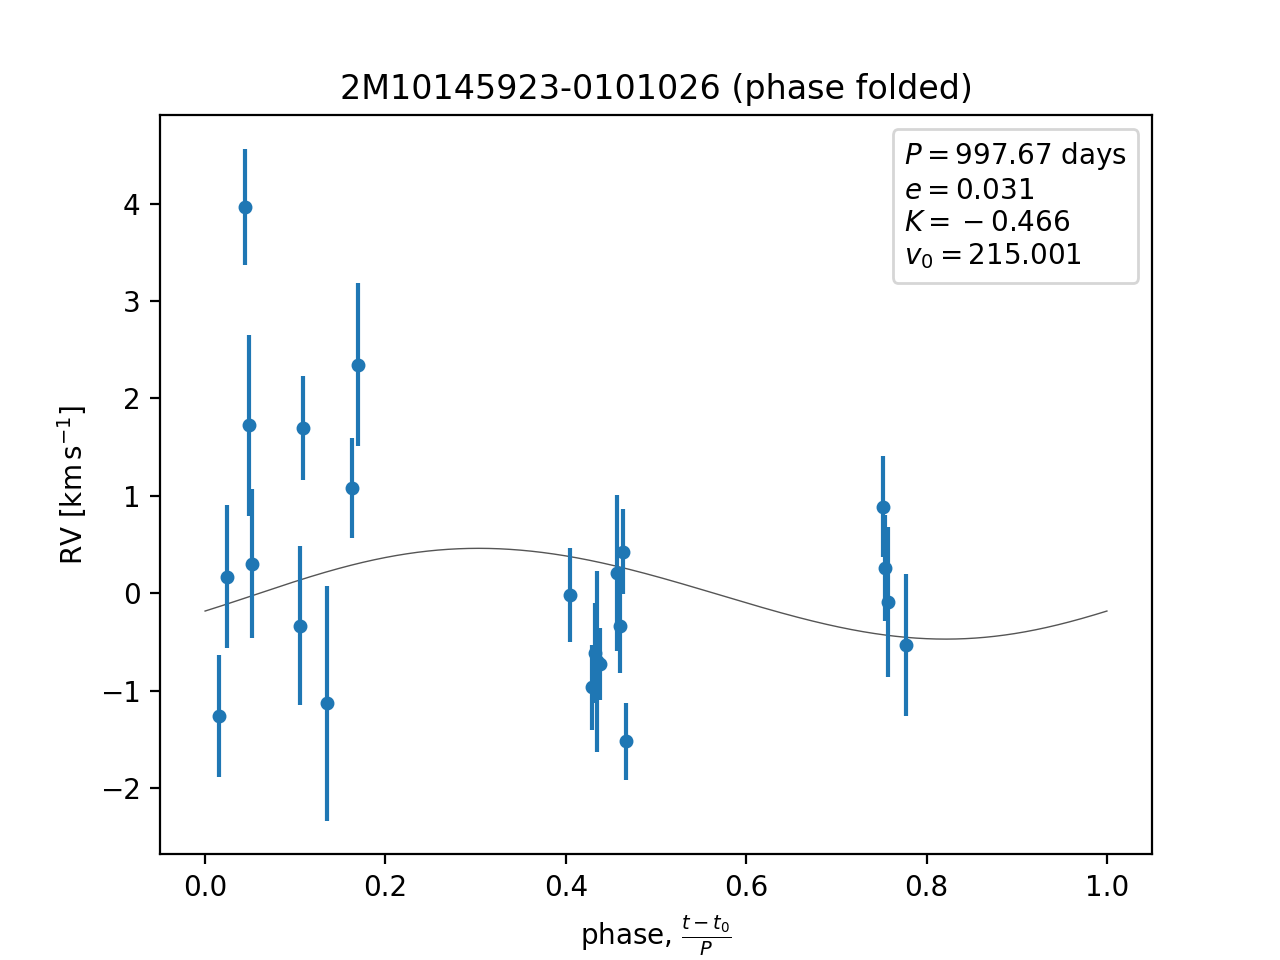 2M10145923-0101026 (phase folded)
P = 997.67 days
e = 0.031
K = −0.466
v₀ = 215.001
RV [km s⁻¹]
4
3
2
1
0
−1
−2
0.0 0.2 0.4 0.6 0.8 1.0
phase, (t − t₀)/P